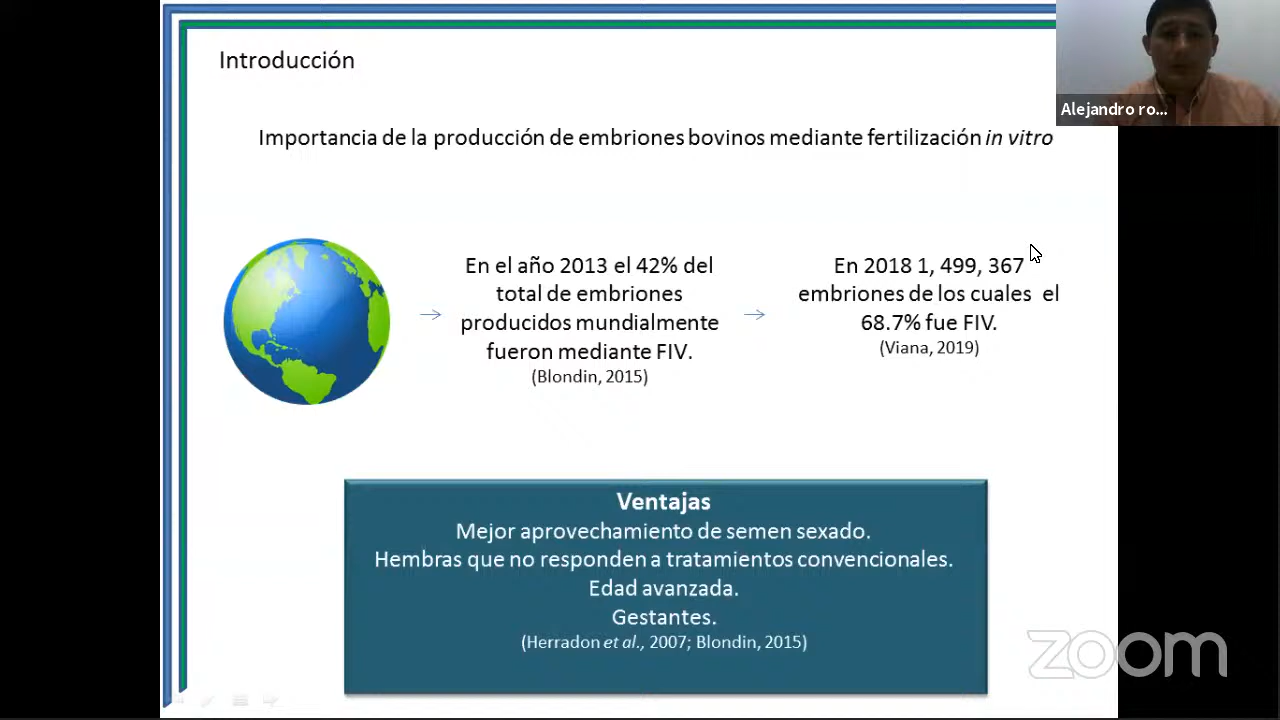 Introducción
Alejandro ro...
Importancia de la producción de embriones bovinos mediante fertilización in vitro
En el año 2013 el 42% del
total de embriones
producidos mundialmente
fueron mediante FIV.
(Blondin, 2015)
En 2018 1, 499, 367
embriones de los cuales el
68.7% fue FIV.
(Viana, 2019)
Ventajas
Mejor aprovechamiento de semen sexado.
Hembras que no responden a tratamientos convencionales.
Edad avanzada.
Gestantes.
(Herradon et al., 2007; Blondin, 2015)
zoom